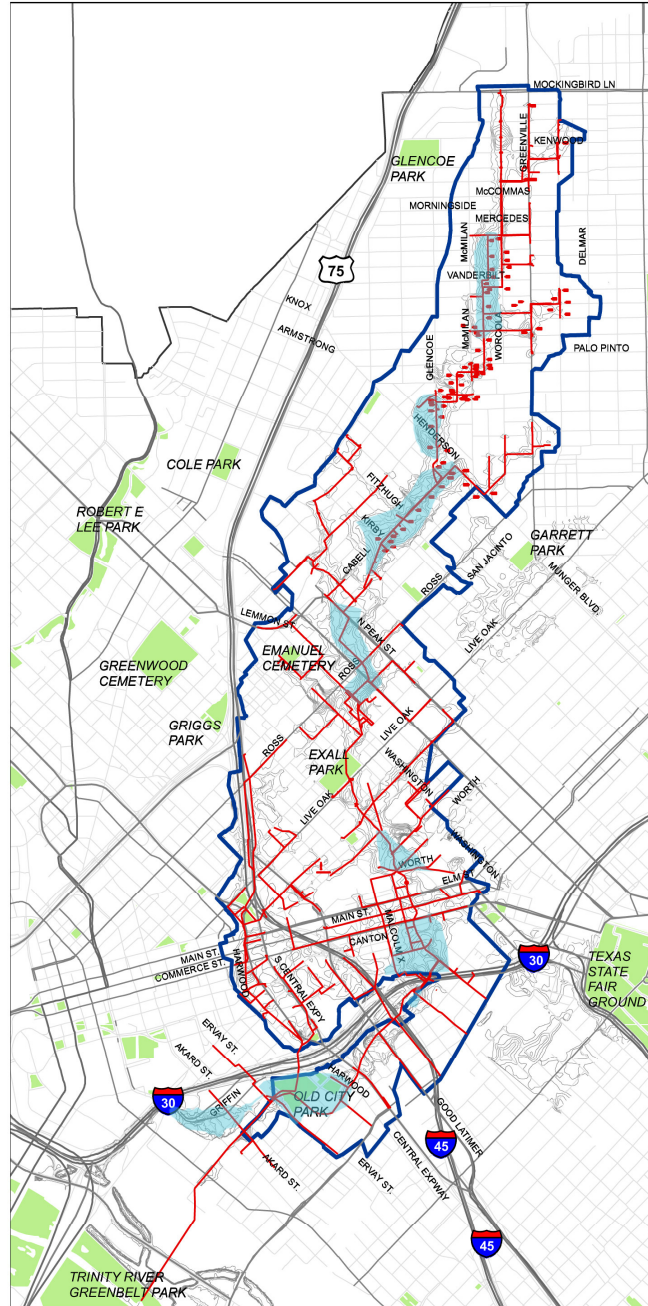 MOCKINGBIRD LN
GREENVILLE
KENWOOD
GLENCOE
PARK
McCOMMAS
MORNINGSIDE
MERCEDES
McMILAN
DELMAR
75
VANDERBILT
KNOX
ARMSTRONG
McMILAN
WORCOLA
GLENCOE
PALO PINTO
HENDERSON
COLE PARK
FITZHUGH
ROBERT E
LEE PARK
KIRBY
GARRETT
PARK
SAN JACINTO
CABELL
ROSS
MUNGER BLVD.
LEMMON ST.
N PEAK ST
LIVE OAK
EMANUEL
CEMETERY
GREENWOOD
CEMETERY
ROSS
GRIGGS
PARK
LIVE OAK
ROSS
EXALL
PARK
WASHINGTON
WORTH
LIVE OAK
WASHINGTON
WORTH
ELM ST.
MAIN ST.
MALCOLM X
CANTON
MAIN ST.
COMMERCE ST.
HARWOOD
S CENTRAL EXPY
30
TEXAS
STATE
FAIR
GROUND
ERVAY ST.
AKARD ST.
HARWOOD
30
GRIFFIN
OLD CITY
PARK
GOOD LATIMER
45
CENTRAL EXPWAY
AKARD ST.
ERVAY ST.
45
TRINITY RIVER
GREENBELT PARK